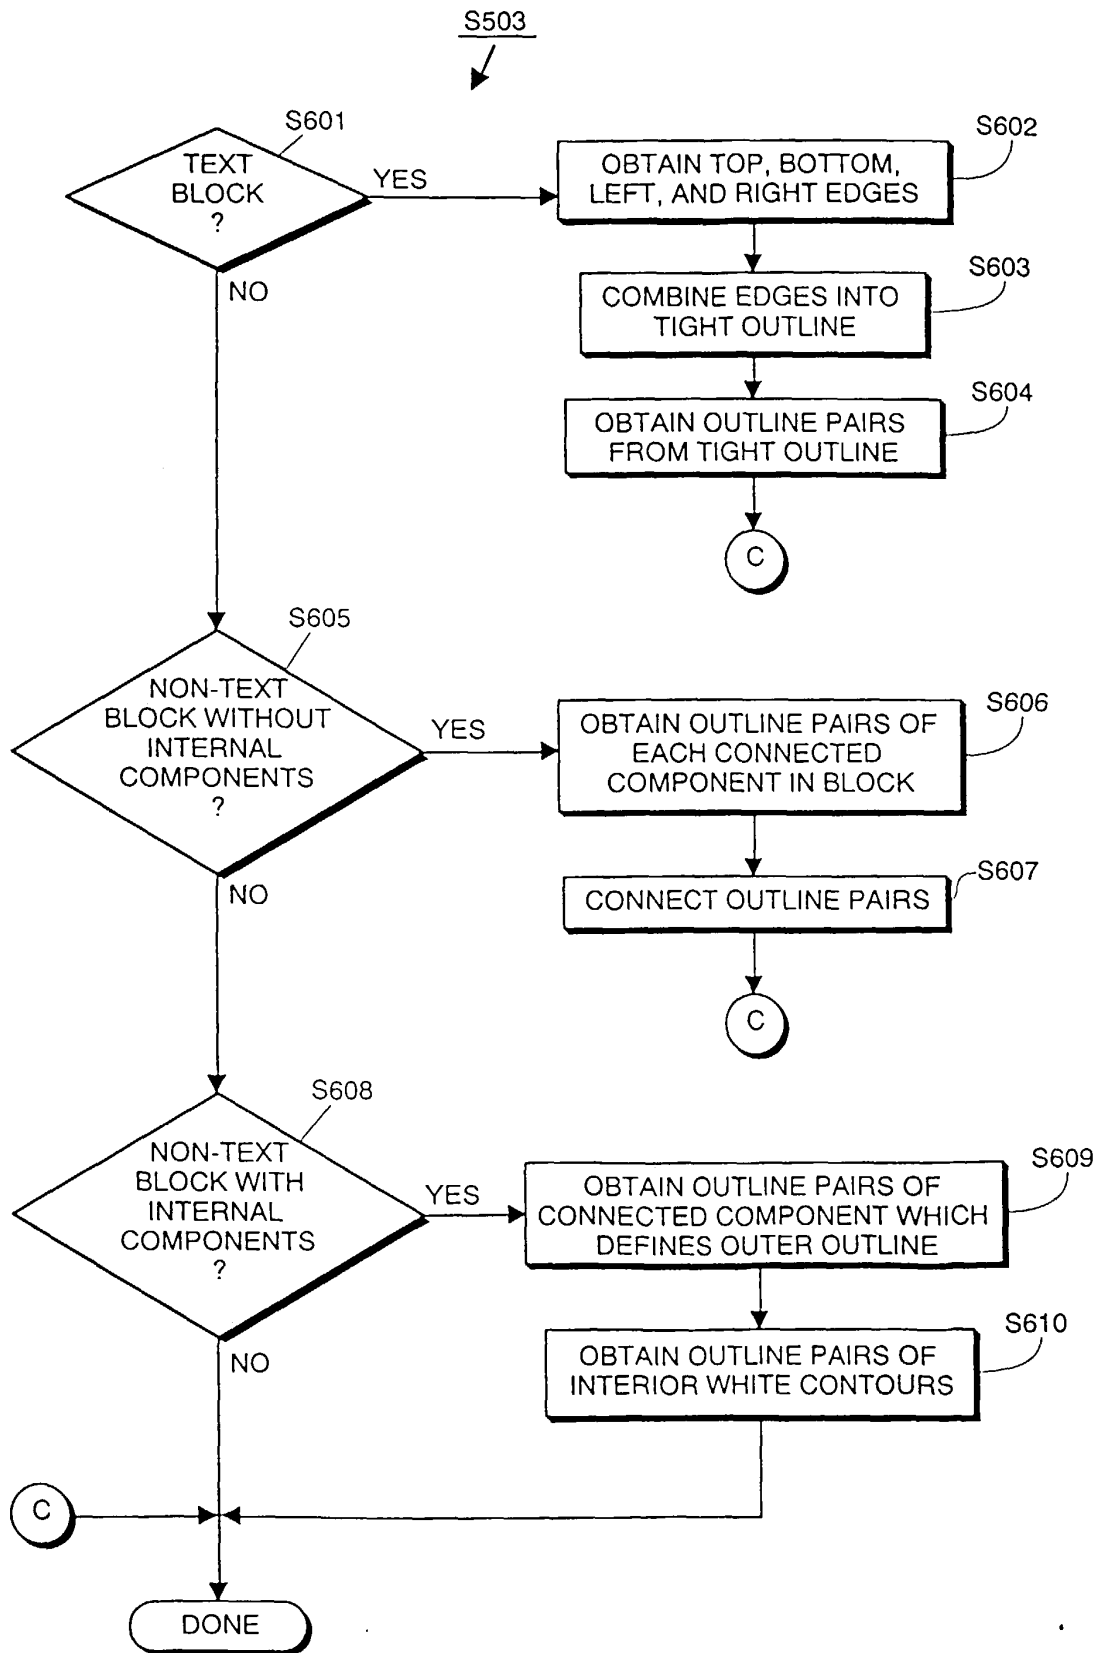 S503
S601
TEXT
BLOCK
?
YES
NO
S602
OBTAIN TOP, BOTTOM,
LEFT, AND RIGHT EDGES
S603
COMBINE EDGES INTO
TIGHT OUTLINE
S604
OBTAIN OUTLINE PAIRS
FROM TIGHT OUTLINE
C
S605
NON-TEXT
BLOCK WITHOUT
INTERNAL
COMPONENTS
?
YES
NO
S606
OBTAIN OUTLINE PAIRS OF
EACH CONNECTED
COMPONENT IN BLOCK
S607
CONNECT OUTLINE PAIRS
C
S608
NON-TEXT
BLOCK WITH
INTERNAL
COMPONENTS
?
YES
NO
S609
OBTAIN OUTLINE PAIRS OF
CONNECTED COMPONENT WHICH
DEFINES OUTER OUTLINE
S610
OBTAIN OUTLINE PAIRS OF
INTERIOR WHITE CONTOURS
C
DONE